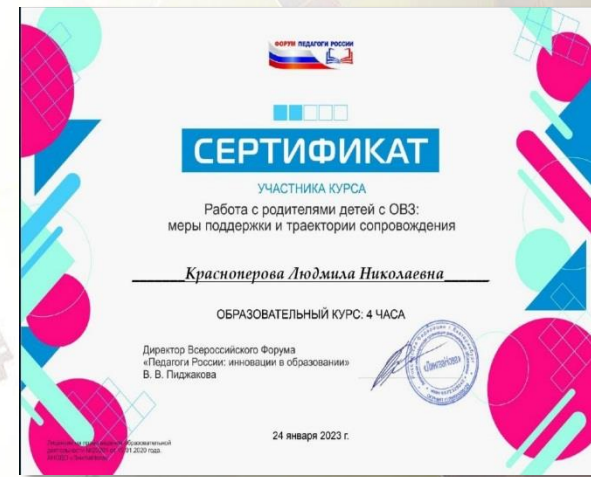 ФОРУМ ПЕДАГОГИ РОССИИ
СЕРТИФИКАТ
УЧАСТНИКА КУРСА
Работа с родителями детей с ОВЗ:
меры поддержки и траектории сопровождения
Красноперова Людмила Николаевна
ОБРАЗОВАТЕЛЬНЫЙ КУРС: 4 ЧАСА
Директор Всероссийского Форума
«Педагоги России: инновации в образовании»
В. В. Пиджакова
24 января 2023 г.